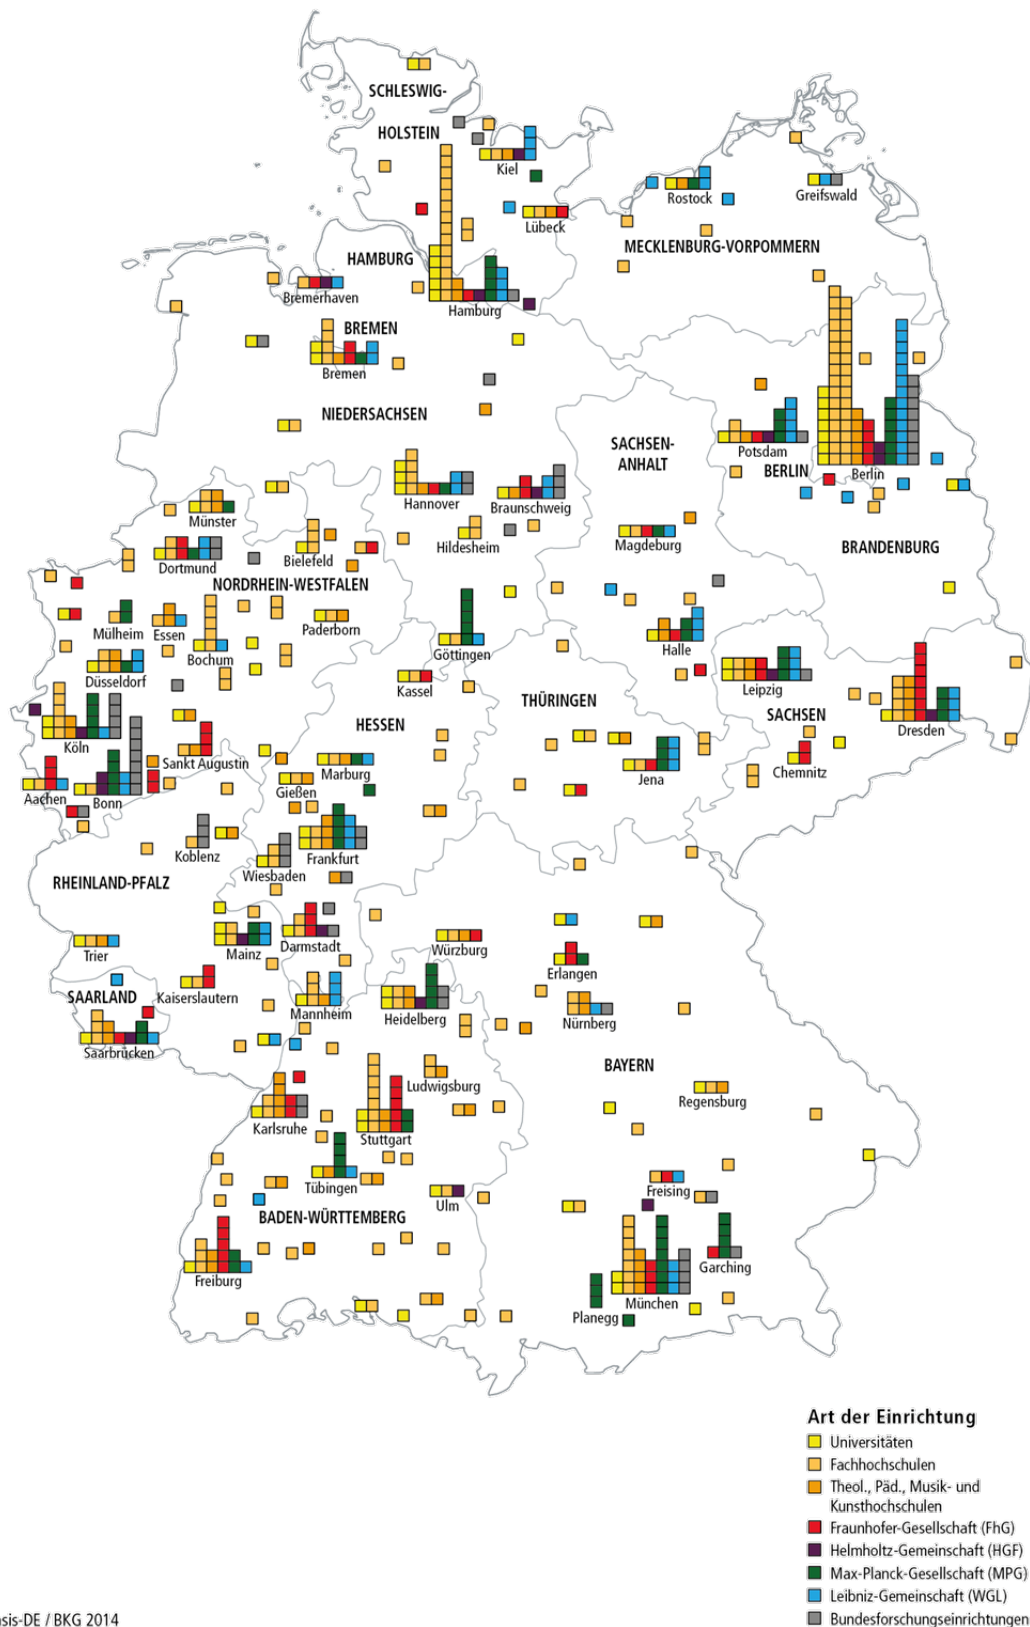 SCHLESWIG-
HOLSTEIN
Kiel
Rostock
Greifswald
Lübeck
MECKLENBURG-VORPOMMERN
HAMBURG
Bremerhaven
Hamburg
BREMEN
Bremen
NIEDERSACHSEN
SACHSEN-
ANHALT
Potsdam
BERLIN
Berlin
Hannover
Braunschweig
Münster
Hildesheim
Magdeburg
BRANDENBURG
Bielefeld
Dortmund
NORDRHEIN-WESTFALEN
Mülheim
Essen
Paderborn
Bochum
Göttingen
Halle
Düsseldorf
Kassel
Leipzig
THÜRINGEN
SACHSEN
HESSEN
Dresden
Köln
Sankt Augustin
Marburg
Jena
Chemnitz
Gießen
Aachen
Bonn
Koblenz
Frankfurt
Wiesbaden
RHEINLAND-PFALZ
Trier
Mainz
Darmstadt
Würzburg
Erlangen
SAARLAND
Kaiserslautern
Mannheim
Heidelberg
Nürnberg
Saarbrücken
BAYERN
Ludwigsburg
Regensburg
Karlsruhe
Stuttgart
Tübingen
Ulm
Freising
BADEN-WÜRTTEMBERG
Garching
Freiburg
München
Planegg
Art der Einrichtung
Universitäten
Fachhochschulen
Theol., Päd., Musik- und
Kunsthochschulen
Fraunhofer-Gesellschaft (FhG)
Helmholtz-Gemeinschaft (HGF)
Max-Planck-Gesellschaft (MPG)
Leibniz-Gemeinschaft (WGL)
Bundesforschungseinrichtungen
asis-DE / BKG 2014